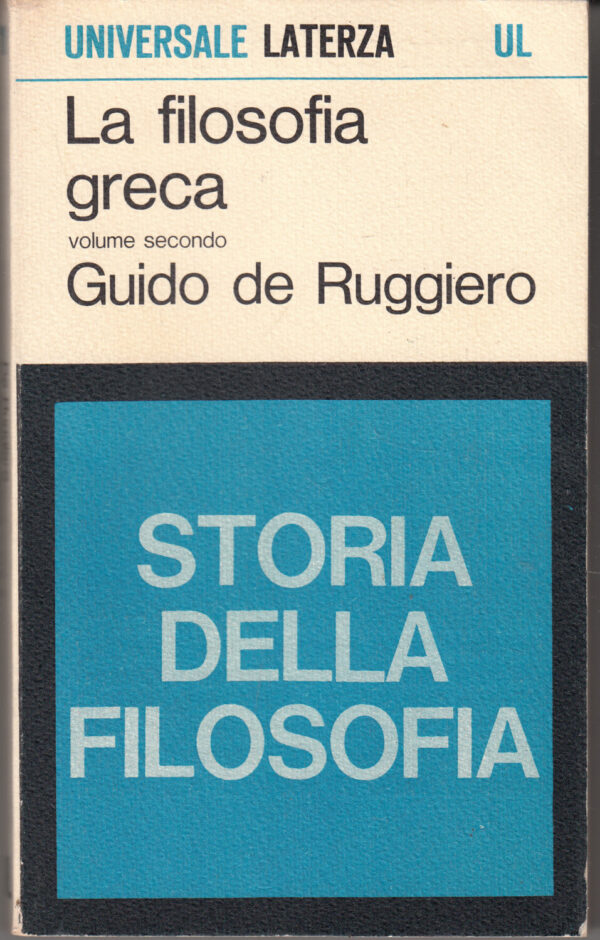 UNIVERSALE LATERZA UL
La filosofia
greca
volume secondo
Guido de Ruggiero
STORIA
DELLA
FILOSOFIA